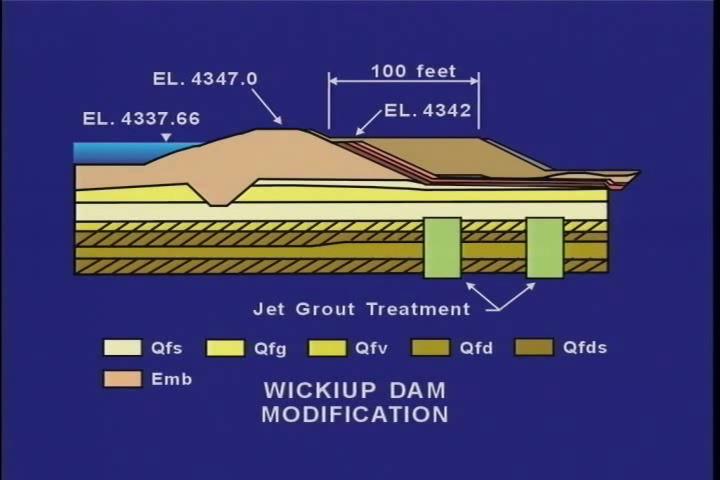 EL. 4347.0
100 feet
EL. 4337.66
EL. 4342
Jet Grout Treatment
Qfs
Qfg
Qfv
Qfd
Qfds
Emb
WICKIUP DAM
MODIFICATION